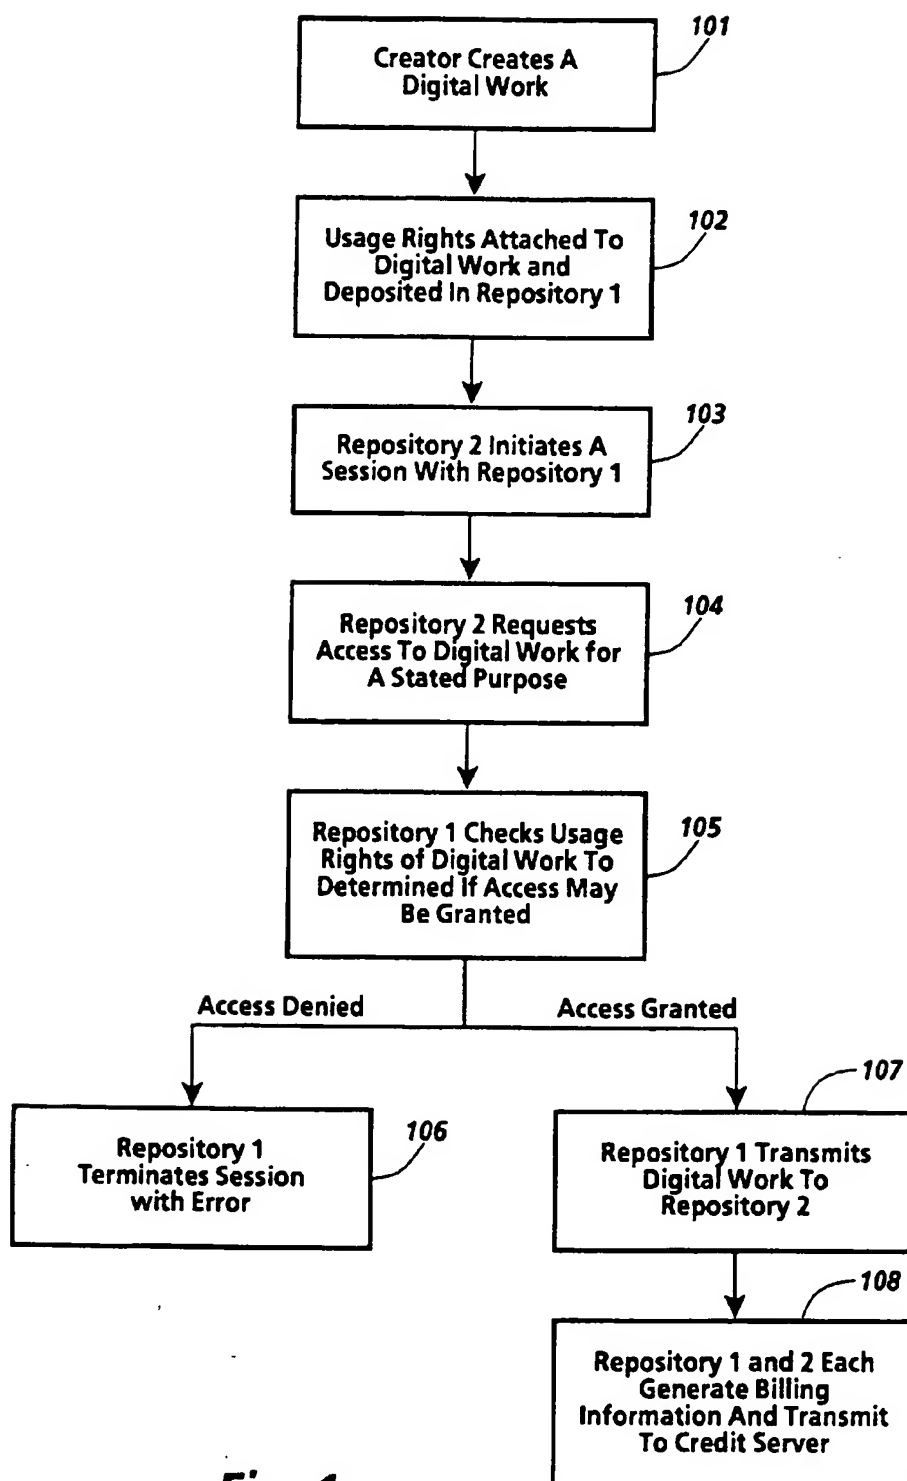 101
Creator Creates A
Digital Work
102
Usage Rights Attached To
Digital Work and
Deposited In Repository 1
103
Repository 2 Initiates A
Session With Repository 1
104
Repository 2 Requests
Access To Digital Work for
A Stated Purpose
105
Repository 1 Checks Usage
Rights of Digital Work To
Determined If Access May
Be Granted
Access Denied
Access Granted
106
Repository 1
Terminates Session
with Error
107
Repository 1 Transmits
Digital Work To
Repository 2
108
Repository 1 and 2 Each
Generate Billing
Information And Transmit
To Credit Server